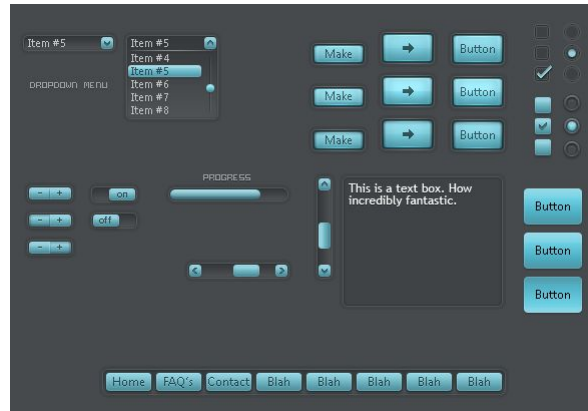 Item #5
Item #5
Item #4
Item #5
Item #6
Item #7
Item #8
DROPDOWN MENU
Make
Button
Make
Button
Make
Button
PROGRESS
- +
on
- +
off
- +
This is a text box. How
incredibly fantastic.
Button
Button
Button
Home FAQ's Contact Blah Blah Blah Blah Blah